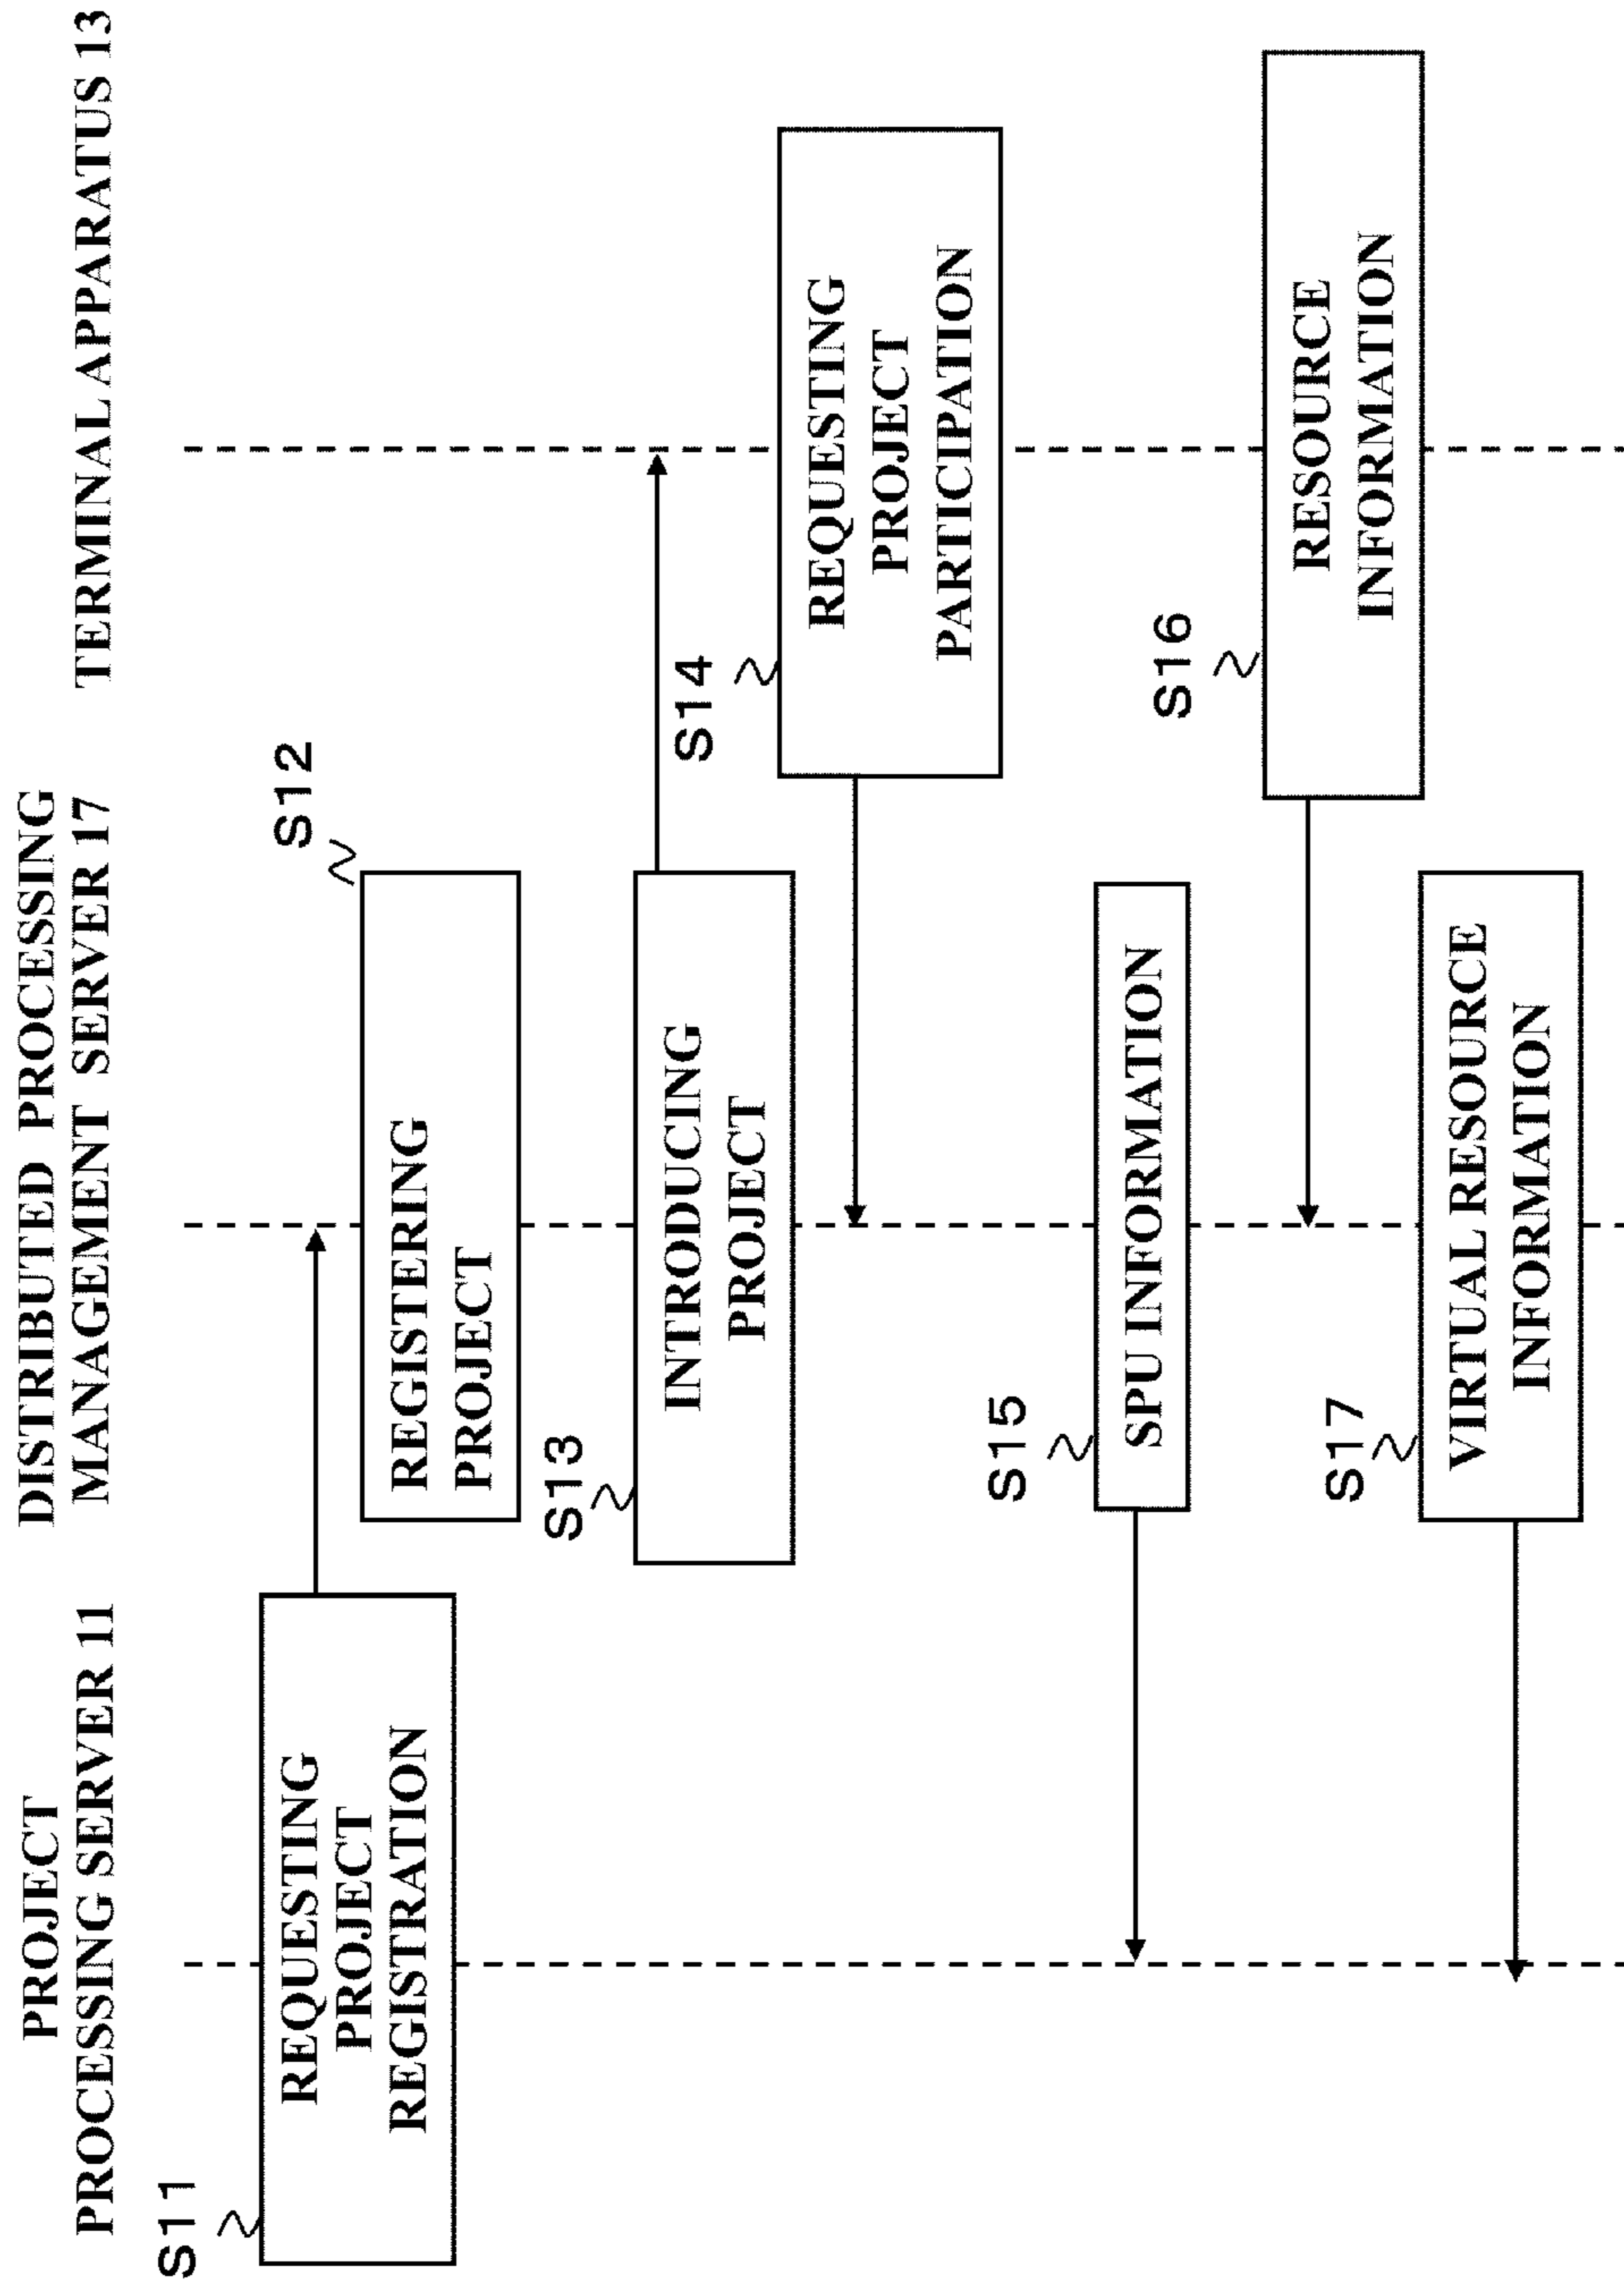 PROJECT
PROCESSING SERVER 11
DISTRIBUTED PROCESSING
MANAGEMENT SERVER 17
TERMINAL APPARATUS 13
S11
REQUESTING
PROJECT
REGISTRATION
S12
REGISTERING
PROJECT
S13
INTRODUCING
PROJECT
S14
REQUESTING
PROJECT
PARTICIPATION
S15
SPU INFORMATION
S16
RESOURCE
INFORMATION
S17
VIRTUAL RESOURCE
INFORMATION